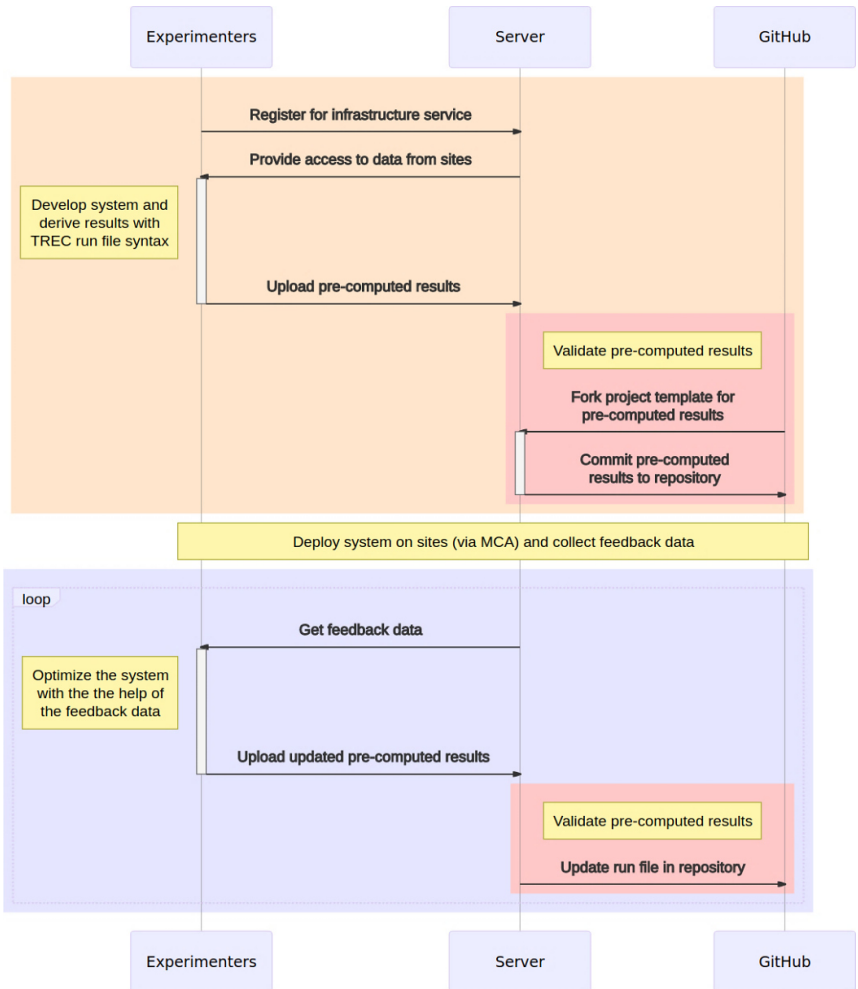 Experimenters
Server
GitHub
Register for infrastructure service
Provide access to data from sites
Develop system and
derive results with
TREC run file syntax
Upload pre-computed results
Validate pre-computed results
Fork project template for
pre-computed results
Commit pre-computed
results to repository
Deploy system on sites (via MCA) and collect feedback data
loop
Get feedback data
Optimize the system
with the the help of
the feedback data
Upload updated pre-computed results
Validate pre-computed results
Update run file in repository
Experimenters
Server
GitHub